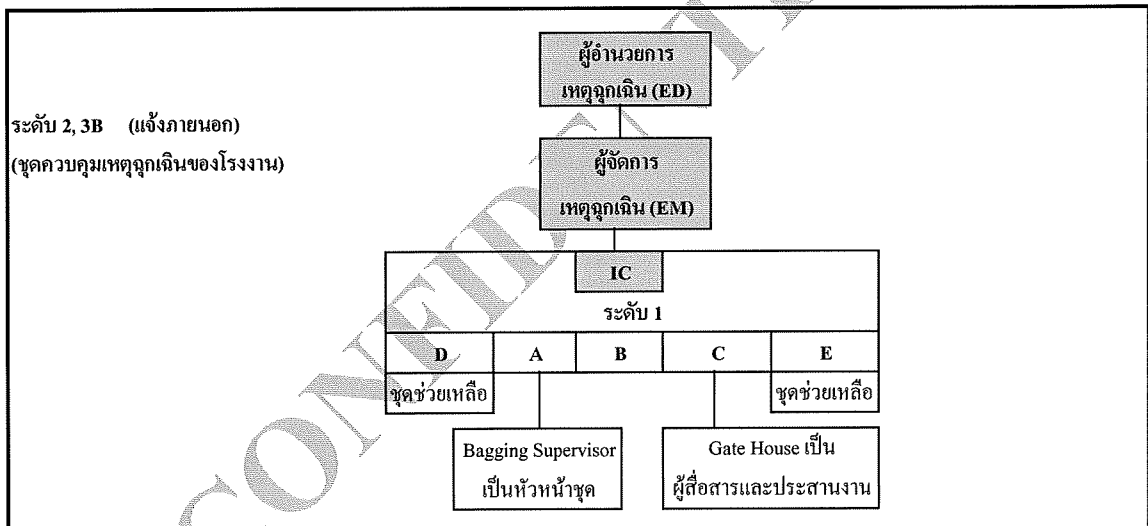 ผู้อำนวยการ
เหตุฉุกเฉิน (ED)
ระดับ 2, 3B (แจ้งภายนอก)
(ชุดควบคุมเหตุฉุกเฉินของโรงงาน)
ผู้จัดการ
เหตุฉุกเฉิน (EM)
IC
ระดับ 1
D A B C E
ชุดช่วยเหลือ ชุดช่วยเหลือ
Bagging Supervisor
เป็นหัวหน้าชุด
Gate House เป็น
ผู้สื่อสารและประสานงาน